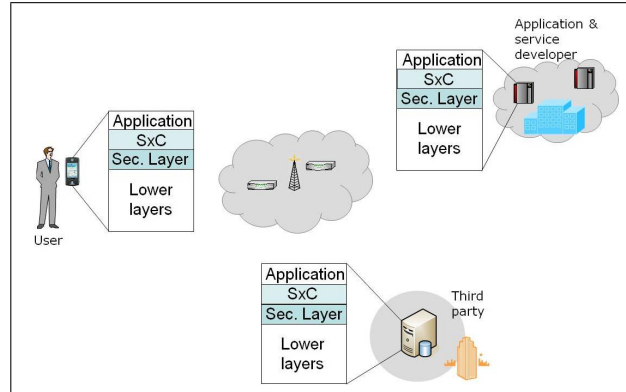 Application &
service
developer
Application
SxC
Sec. Layer
Lower
layers
Application
SxC
Sec. Layer
Lower
layers
User
Application
SxC
Sec. Layer
Lower
layers
Third
party